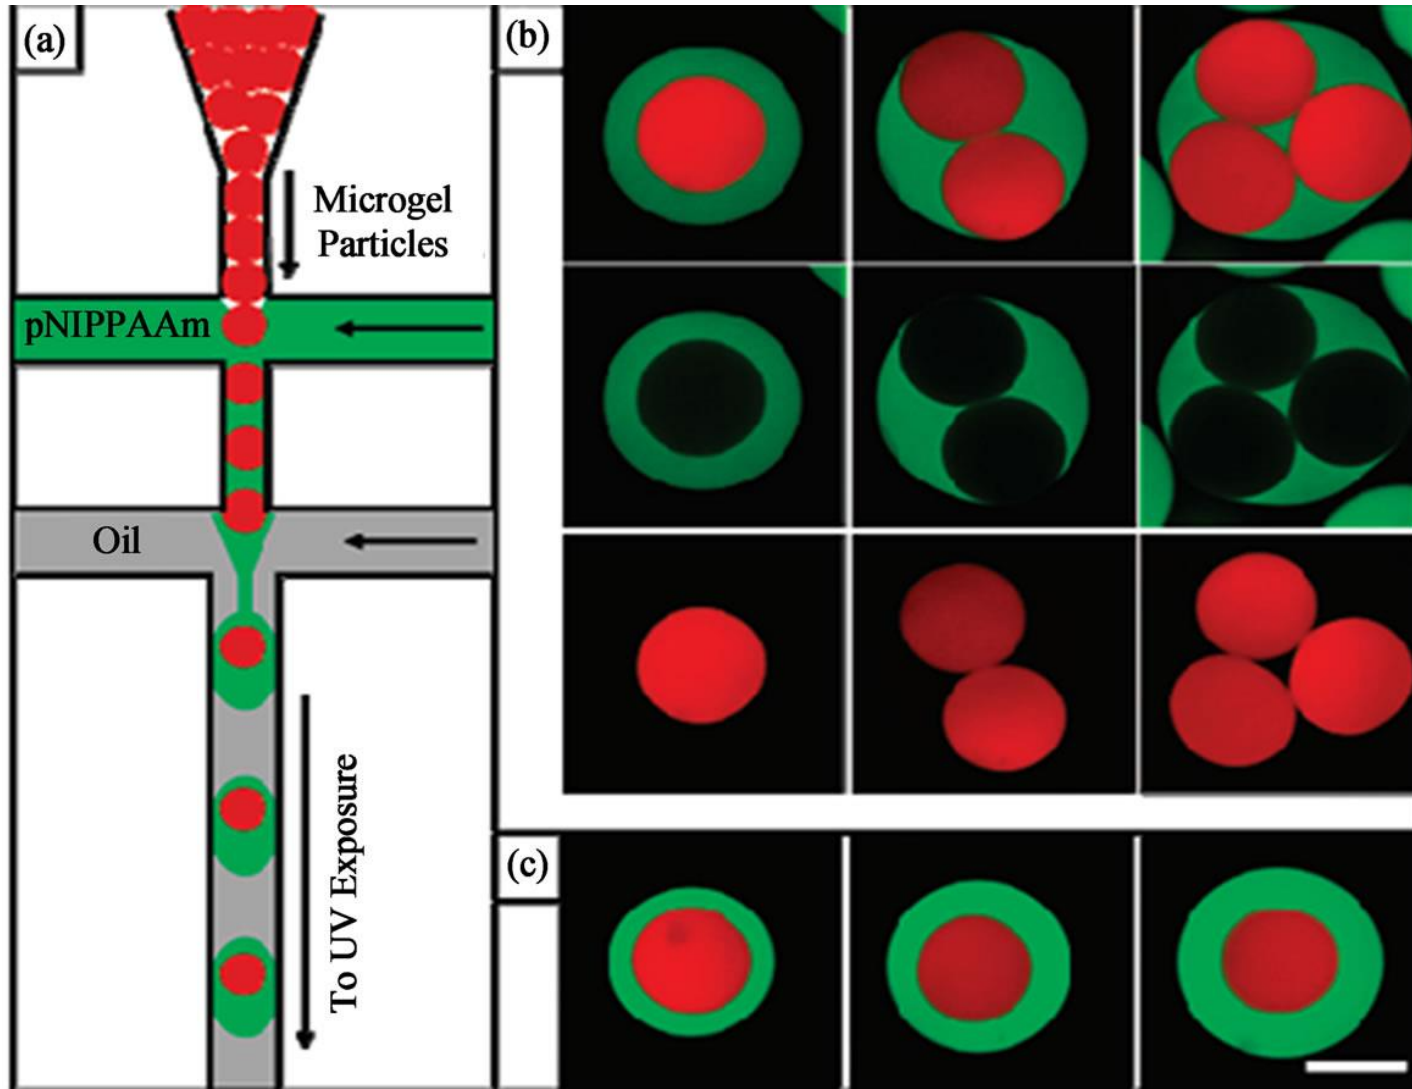 (a)
Microgel
Particles
pNIPPAAm
Oil
To UV Exposure
(b)
(c)